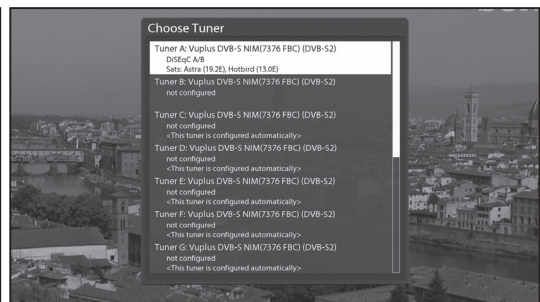 Choose Tuner
Tuner A: Vuplus DVB-S NIM(7376 FBC) (DVB-S2)
DiSEqC A/B
Sats: Astra (19.2E), Hotbird (13.0E)
Tuner B: Vuplus DVB-S NIM(7376 FBC) (DVB-S2)
not configured
Tuner C: Vuplus DVB-S NIM(7376 FBC) (DVB-S2)
not configured
<This tuner is configured automatically>
Tuner D: Vuplus DVB-S NIM(7376 FBC) (DVB-S2)
not configured
<This tuner is configured automatically>
Tuner E: Vuplus DVB-S NIM(7376 FBC) (DVB-S2)
not configured
<This tuner is configured automatically>
Tuner F: Vuplus DVB-S NIM(7376 FBC) (DVB-S2)
not configured
<This tuner is configured automatically>
Tuner G: Vuplus DVB-S NIM(7376 FBC) (DVB-S2)
not configured
<This tuner is configured automatically>